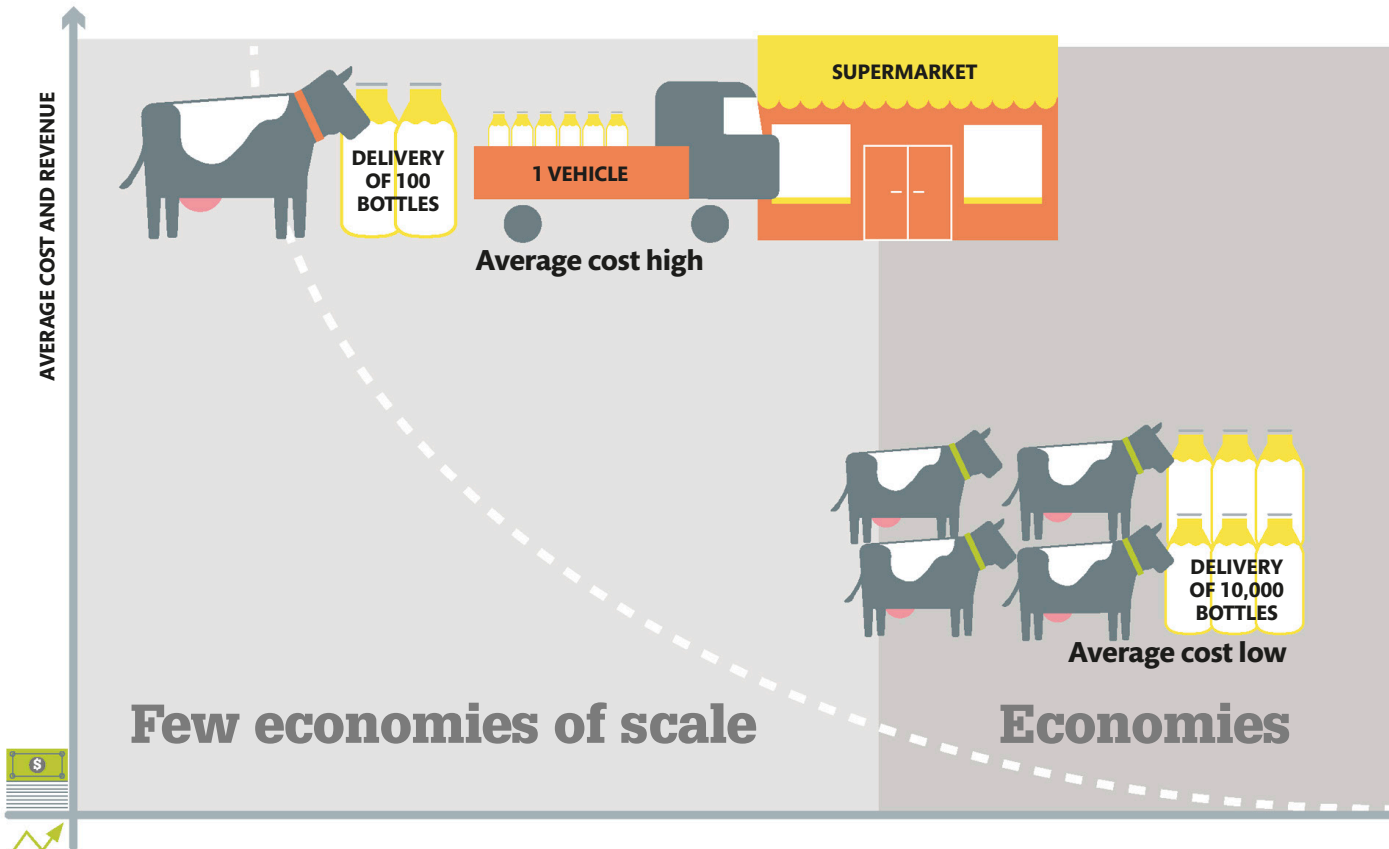 AVERAGE COST AND REVENUE
DELIVERY
OF 100
BOTTLES
1 VEHICLE
SUPERMARKET
Average cost high
DELIVERY
OF 10,000
BOTTLES
Average cost low
Few economies of scale
Economies
$